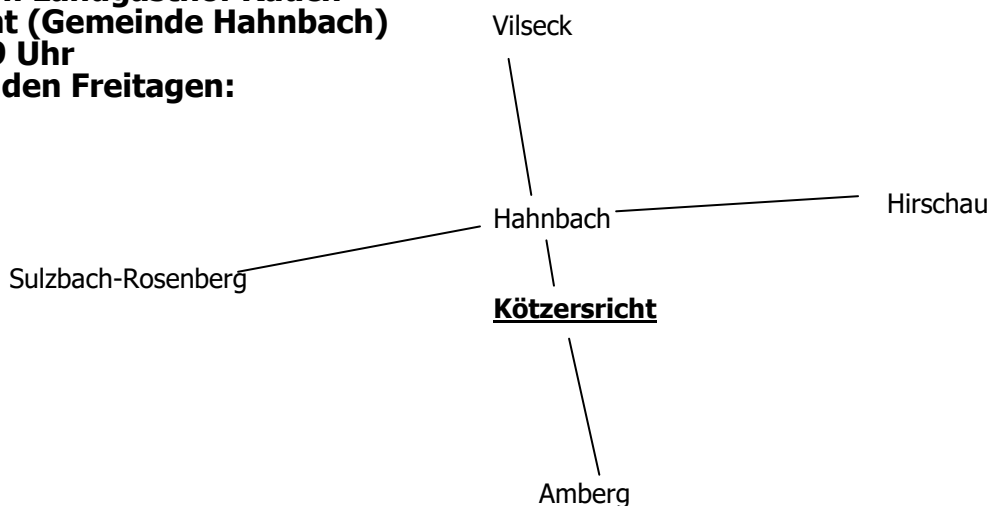 (Gemeinde Hahnbach)
Uhr
den Freitagen:
Vilseck
Hirschau
Hahnbach
Sulzbach-Rosenberg
Kötzersricht
Amberg